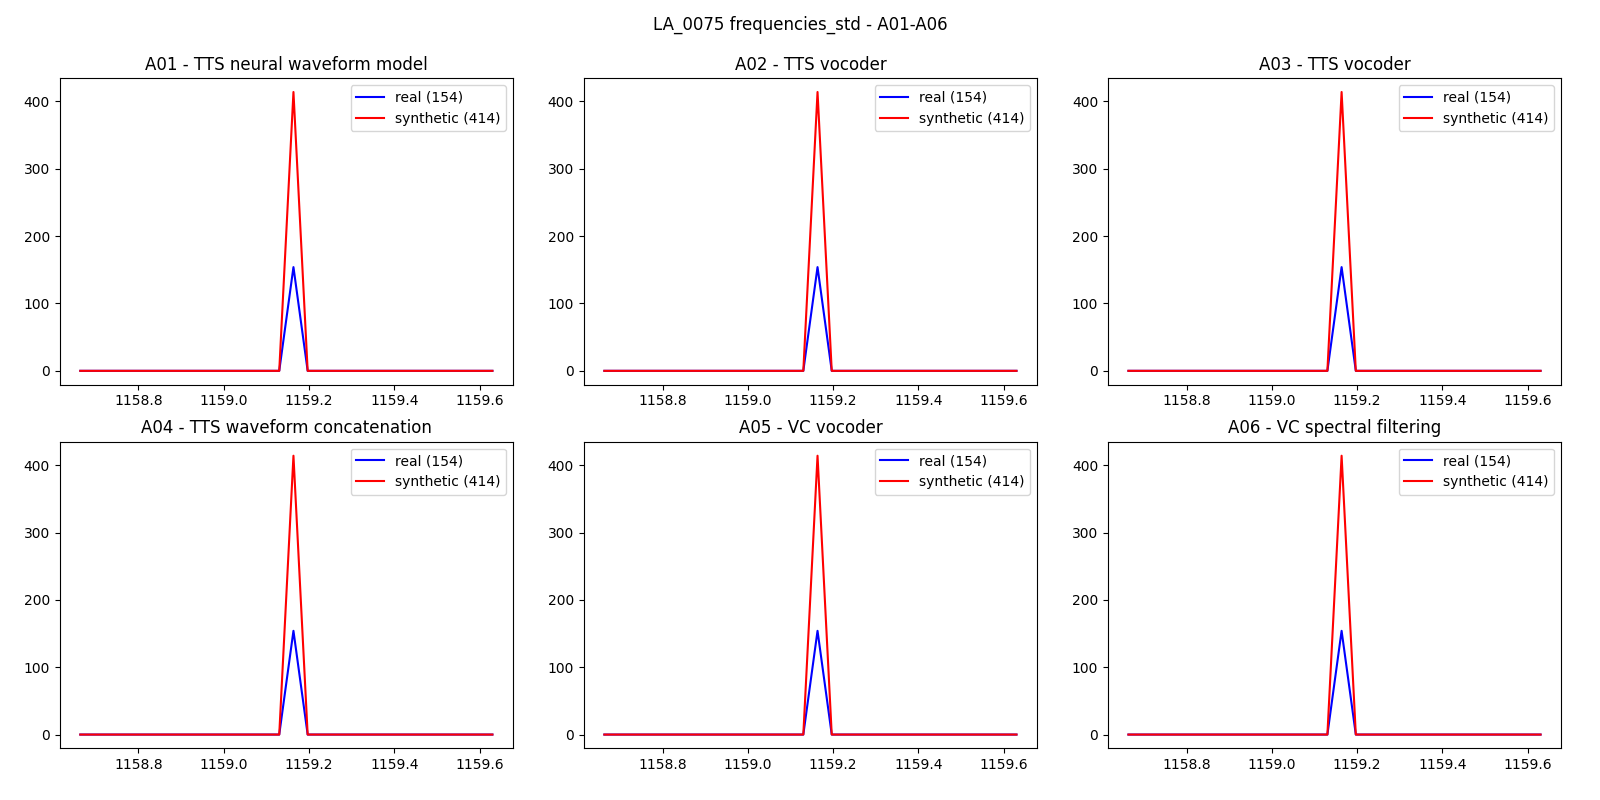 LA_0075 frequencies_std - A01-A06
A01 - TTS neural waveform model
400
300
200
100
0
real (154)
synthetic (414)
1158.8 1159.0 1159.2 1159.4 1159.6
A02 - TTS vocoder
400
300
200
100
0
real (154)
synthetic (414)
1158.8 1159.0 1159.2 1159.4 1159.6
A03 - TTS vocoder
400
300
200
100
0
real (154)
synthetic (414)
1158.8 1159.0 1159.2 1159.4 1159.6
A04 - TTS waveform concatenation
400
300
200
100
0
real (154)
synthetic (414)
1158.8 1159.0 1159.2 1159.4 1159.6
A05 - VC vocoder
400
300
200
100
0
real (154)
synthetic (414)
1158.8 1159.0 1159.2 1159.4 1159.6
A06 - VC spectral filtering
400
300
200
100
0
real (154)
synthetic (414)
1158.8 1159.0 1159.2 1159.4 1159.6